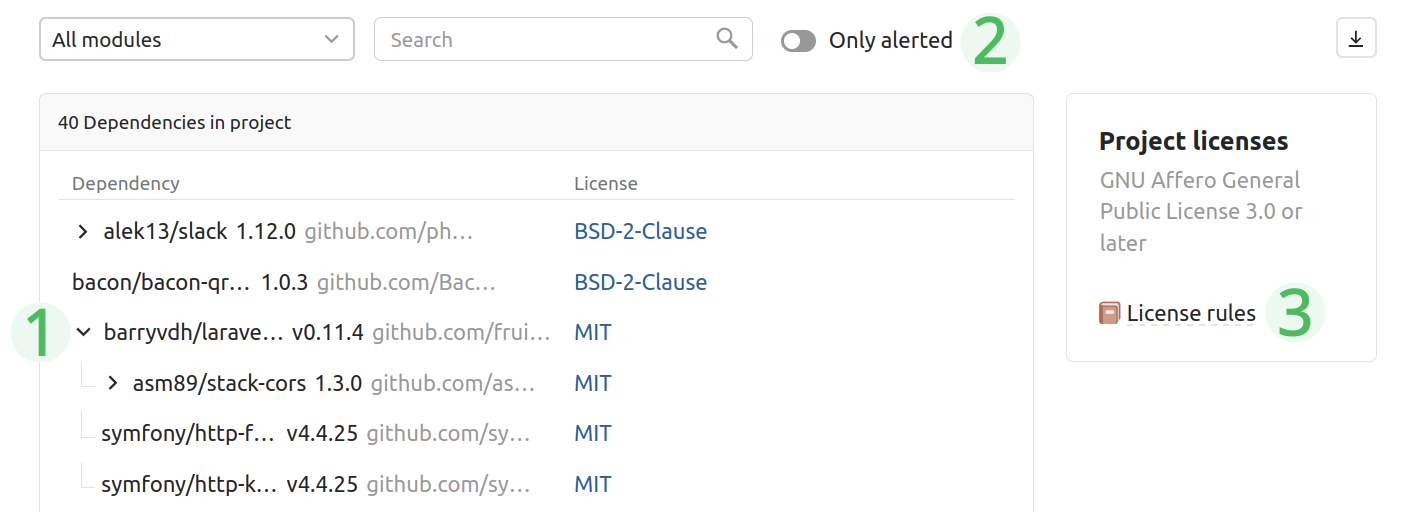 All modules
Search
Only alerted
2
40 Dependencies in project
Dependency License
alek13/slack 1.12.0 github.com/ph... BSD-2-Clause
bacon/bacon-qr... 1.0.3 github.com/Bac... BSD-2-Clause
1 barryvdh/larave... v0.11.4 github.com/frui... MIT
asm89/stack-cors 1.3.0 github.com/as... MIT
symfony/http-f... v4.4.25 github.com/sy... MIT
symfony/http-k... v4.4.25 github.com/sy... MIT
Project licenses
GNU Affero General
Public License 3.0 or
later
License rules 3